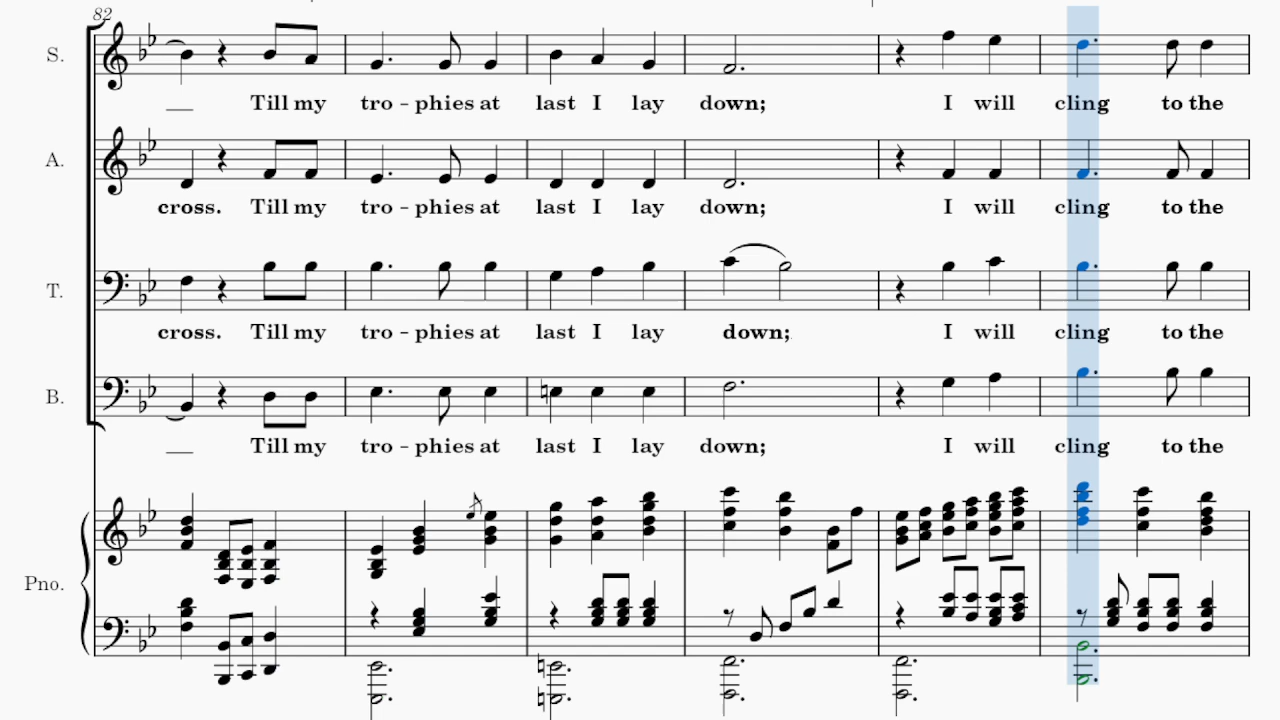 82
S.
Till my tro - phies at last I lay down; I will cling to the
A.
cross. Till my tro - phies at last I lay down; I will cling to the
T.
cross. Till my tro - phies at last I lay down; I will cling to the
B.
Till my tro - phies at last I lay down; I will cling to the
Pno.